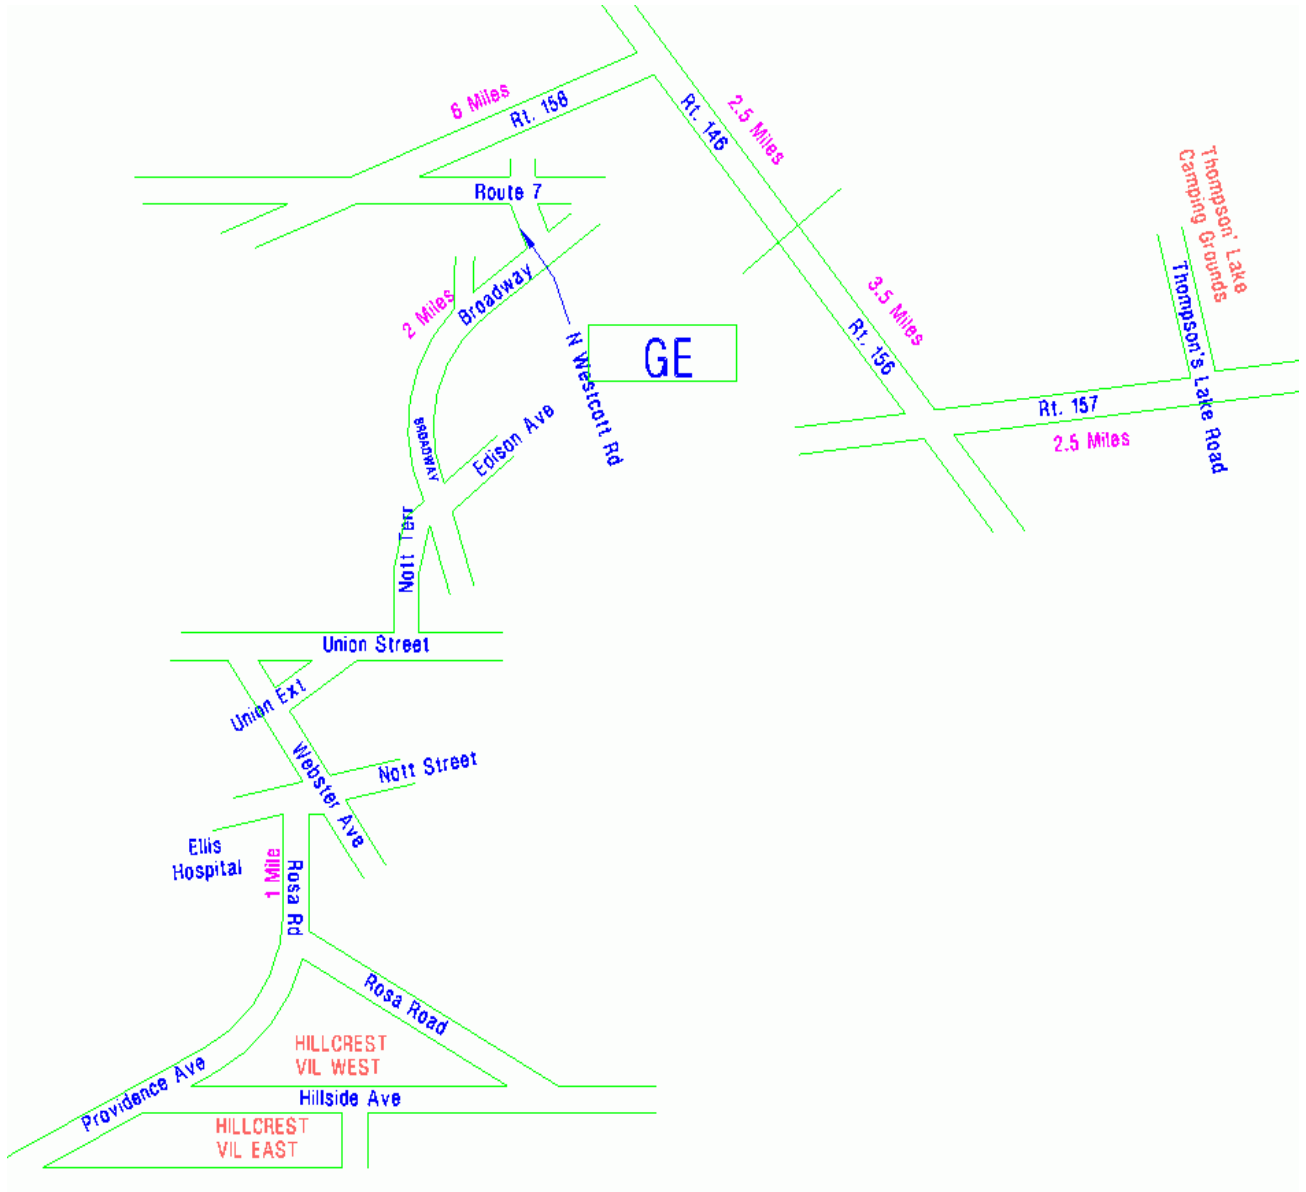 6 Miles
Rt. 158
Rt. 146
2.5 Miles
Thompson' Lake
Camping Grounds
Route 7
2 Miles
Broadway
Thompson's Lake Road
3.5 Miles
Rt. 156
N Westcott Rd
GE
Rt. 157
2.5 Miles
BROADWAY
Edison Ave
Nott Terr
Union Street
Union Ext
Webster Ave
Nott Street
Ellis
Hospital
1 Mile
Rosa Rd
Rosa Road
HILLCREST
VIL WEST
Providence Ave
Hillside Ave
HILLCREST
VIL EAST